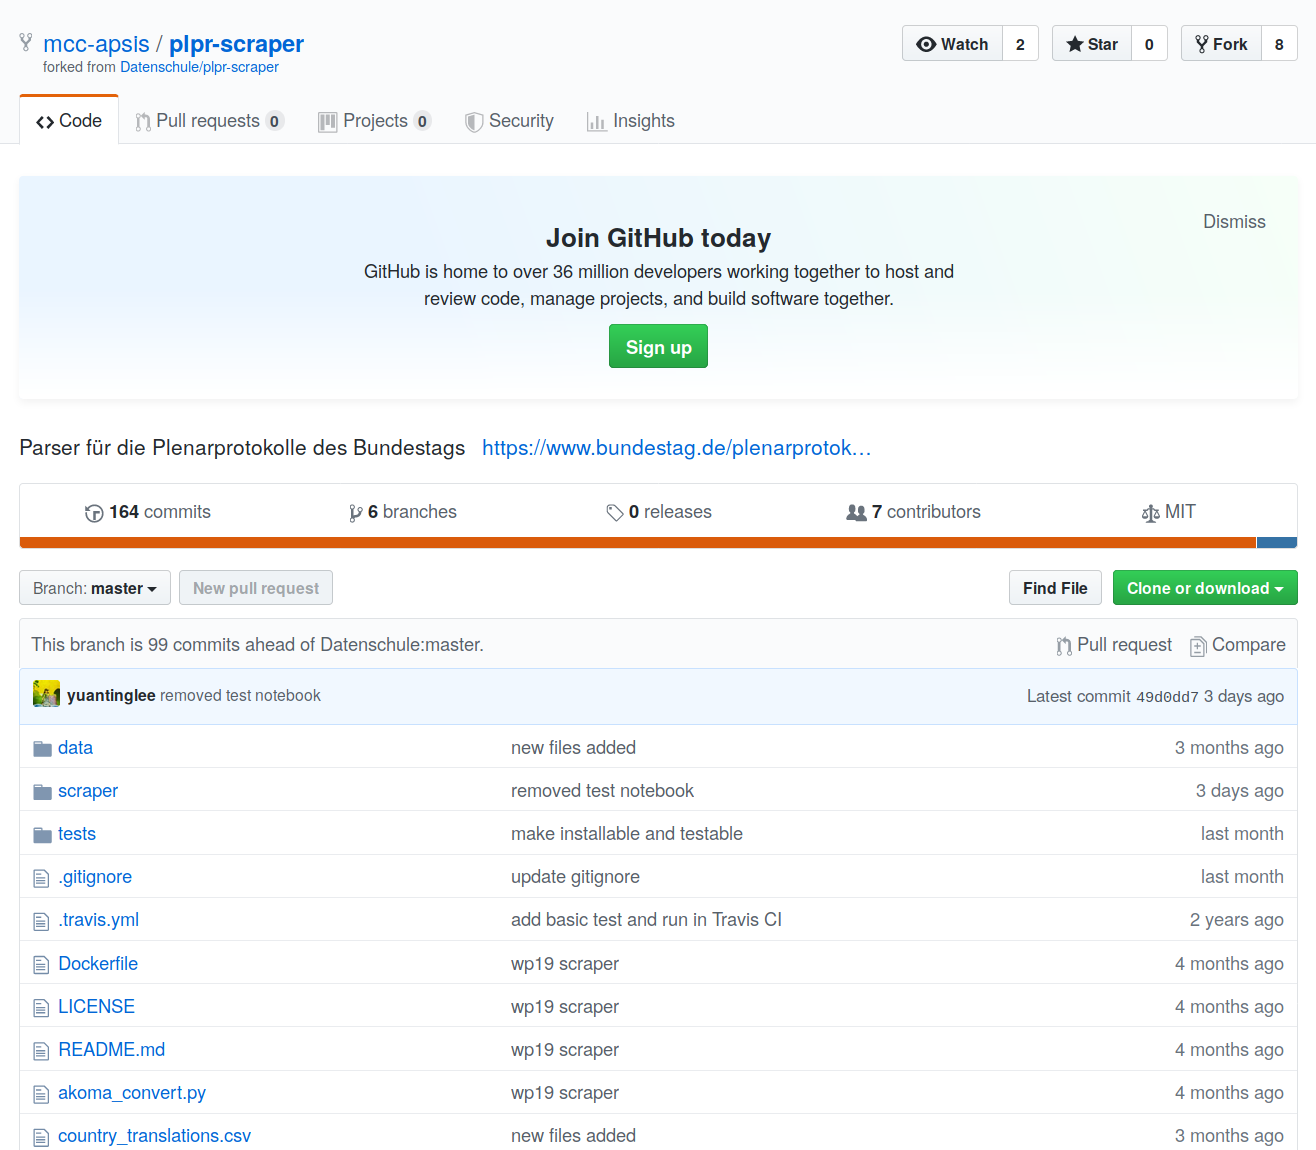 mcc-apsis / plpr-scraper
forked from Datenschule/plpr-scraper
Watch 2 Star 0 Fork 8
Code Pull requests 0 Projects 0 Security Insights
Dismiss
Join GitHub today
GitHub is home to over 36 million developers working together to host and
review code, manage projects, and build software together.
Sign up
Parser für die Plenarprotokolle des Bundestags https://www.bundestag.de/plenarprotok…
164 commits 6 branches 0 releases 7 contributors MIT
Branch: master New pull request Find File Clone or download
This branch is 99 commits ahead of Datenschule:master. Pull request Compare
yuantinglee removed test notebook Latest commit 49d0dd7 3 days ago
data new files added 3 months ago
scraper removed test notebook 3 days ago
tests make installable and testable last month
.gitignore update gitignore last month
.travis.yml add basic test and run in Travis CI 2 years ago
Dockerfile wp19 scraper 4 months ago
LICENSE wp19 scraper 4 months ago
README.md wp19 scraper 4 months ago
akoma_convert.py wp19 scraper 4 months ago
country_translations.csv new files added 3 months ago